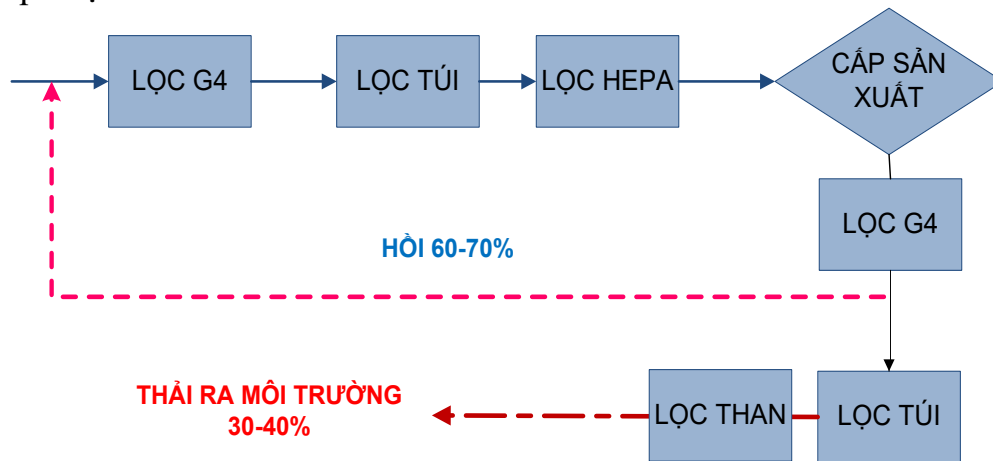 LỌC G4
LỌC TÚI
LỌC HEPA
CẤP SẢN
XUẤT
LỌC G4
HỒI 60-70%
THẢI RA MÔI TRƯỜNG
30-40%
LỌC THAN
LỌC TÚI